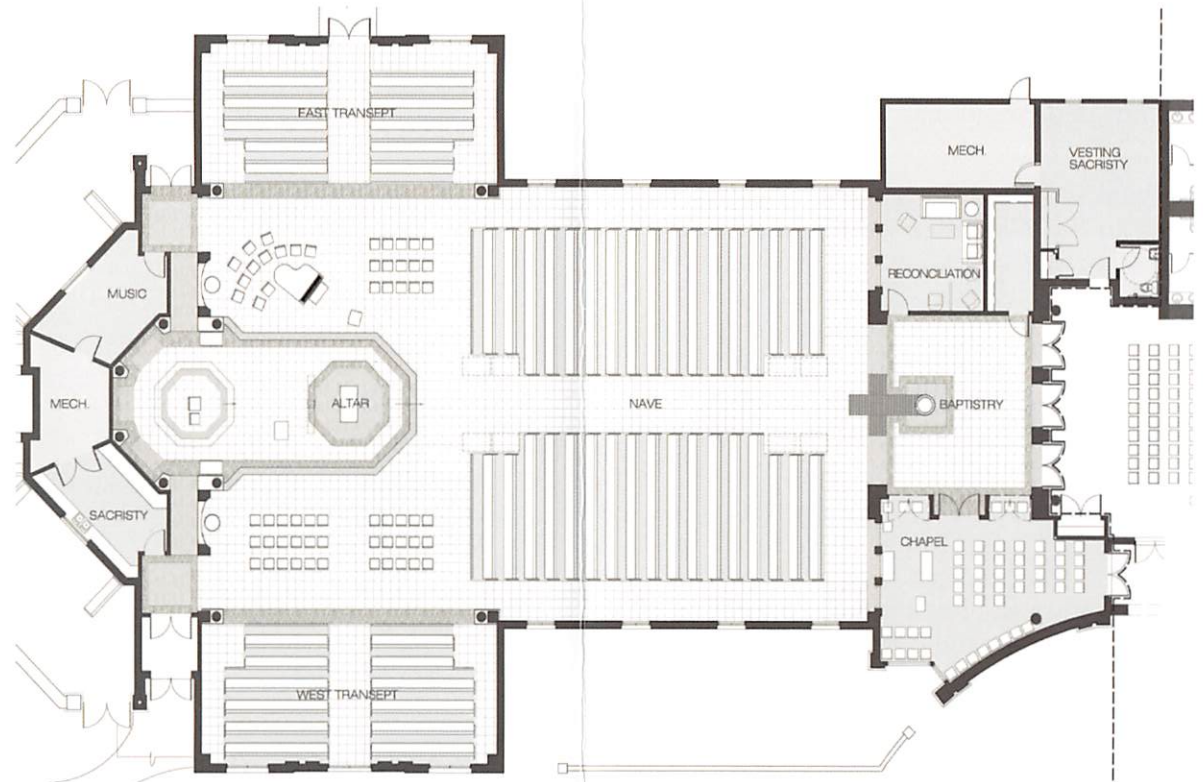 EAST TRANSEPT
MECH.
VESTING
SACRISTY
RECONCILIATION
MUSIC
MECH.
ALTAR
NAVE
BAPTISTRY
SACRISTY
CHAPEL
WEST TRANSEPT